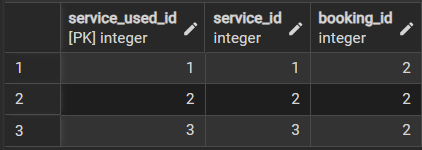 service_used_id service_id booking_id
[PK] integer integer integer
1 1 1 2
2 2 2 2
3 3 3 2